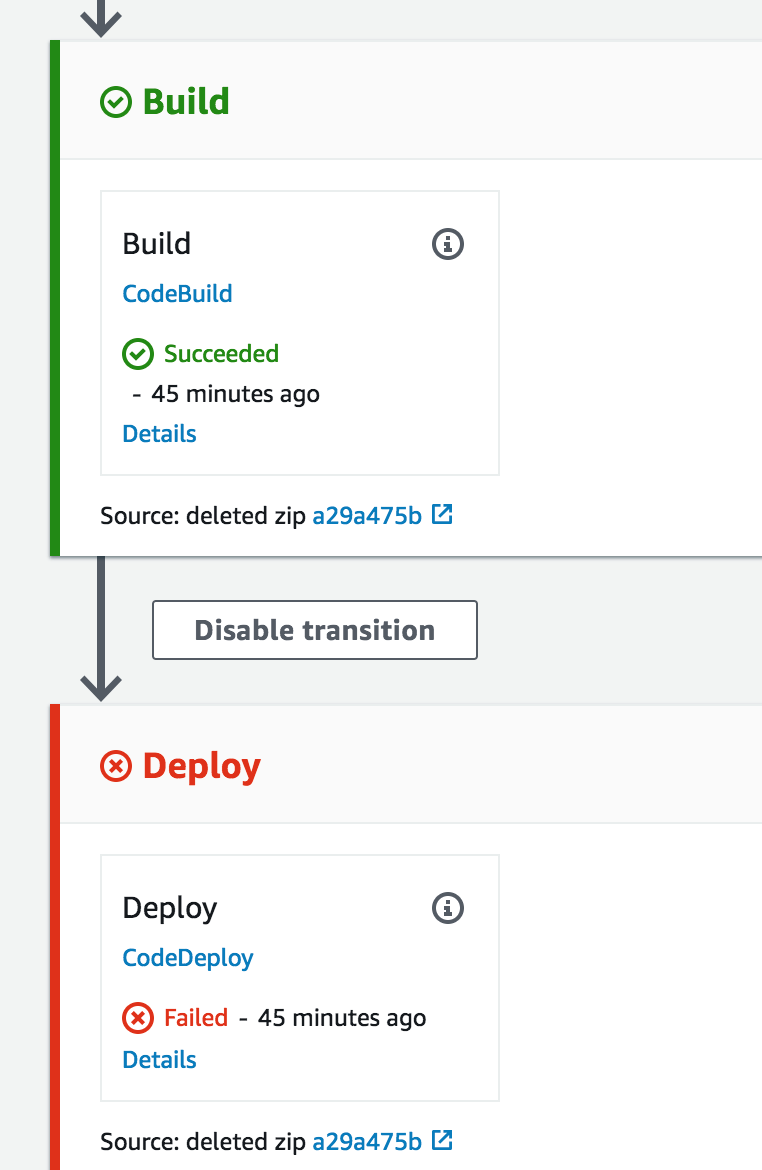 Build
Build
CodeBuild
Succeeded
- 45 minutes ago
Details
Source: deleted zip a29a475b
Disable transition
Deploy
Deploy
CodeDeploy
Failed - 45 minutes ago
Details
Source: deleted zip a29a475b